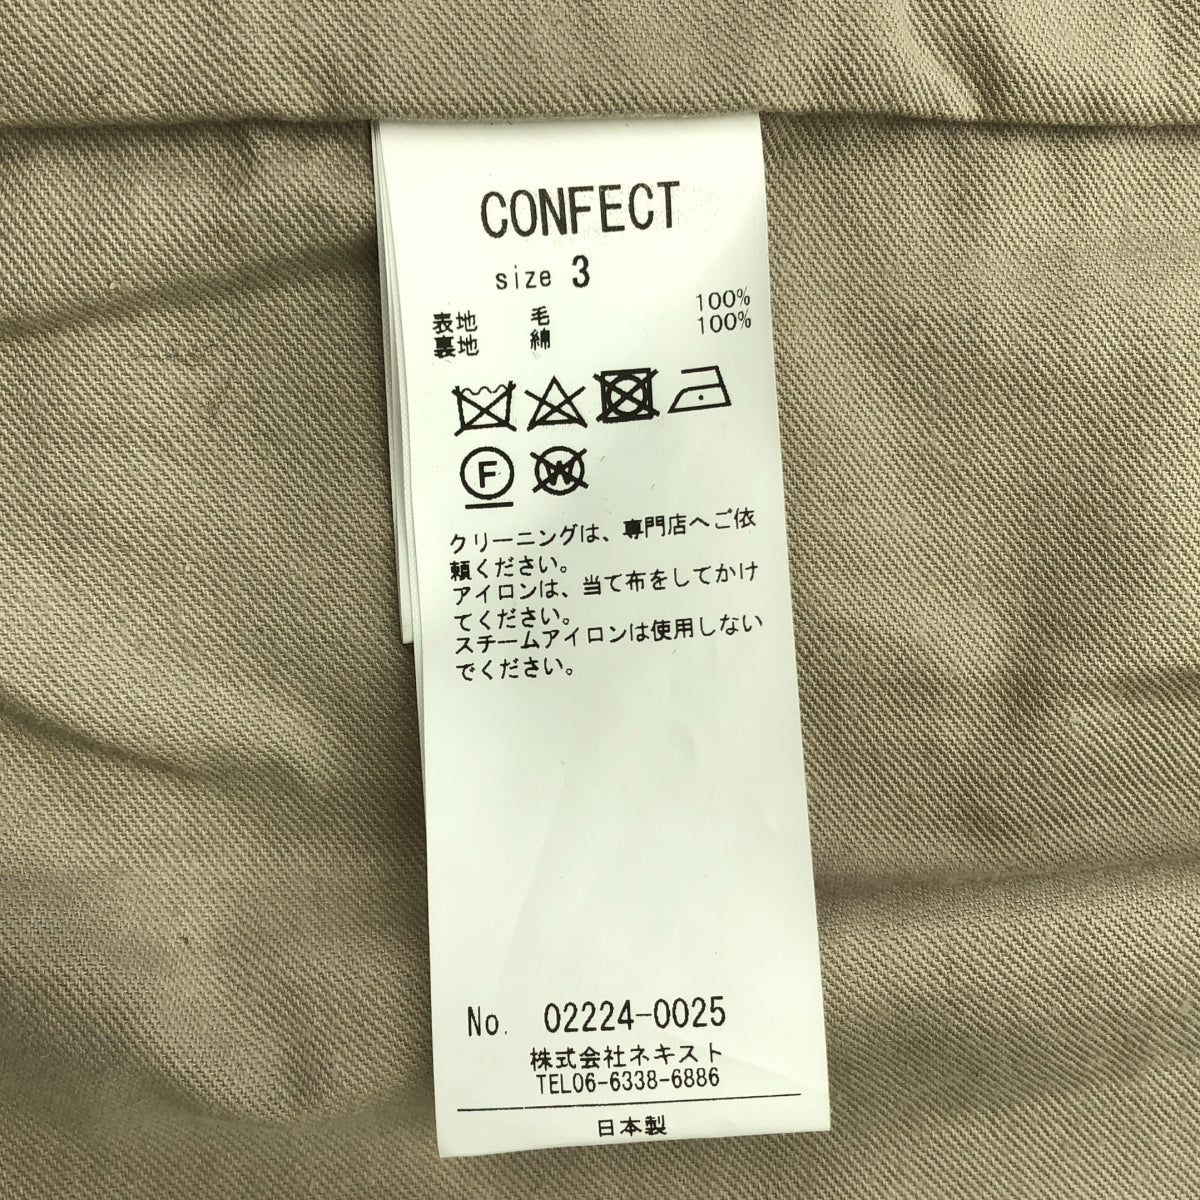 CONFECT
size 3
表地 毛 100%
裏地 綿 100%
F W
クリーニングは、専門店へご依
頼ください。
アイロンは、当て布をしてかけ
てください。
スチームアイロンは使用しない
でください。
No. 02224-0025
株式会社ネキスト
TEL06-6338-6886
日本製